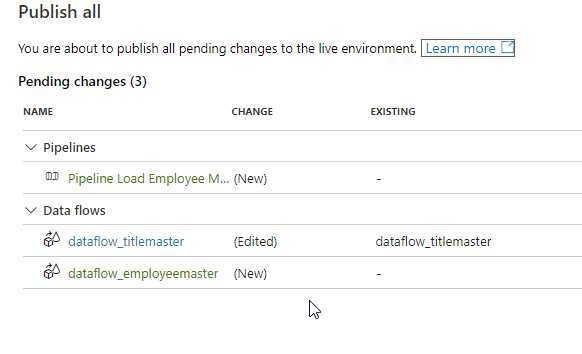 Publish all
You are about to publish all pending changes to the live environment. Learn more
Pending changes (3)
NAME CHANGE EXISTING
Pipelines
Pipeline Load Employee M... (New) -
Data flows
dataflow_titlemaster (Edited) dataflow_titlemaster
dataflow_employeemaster (New) -